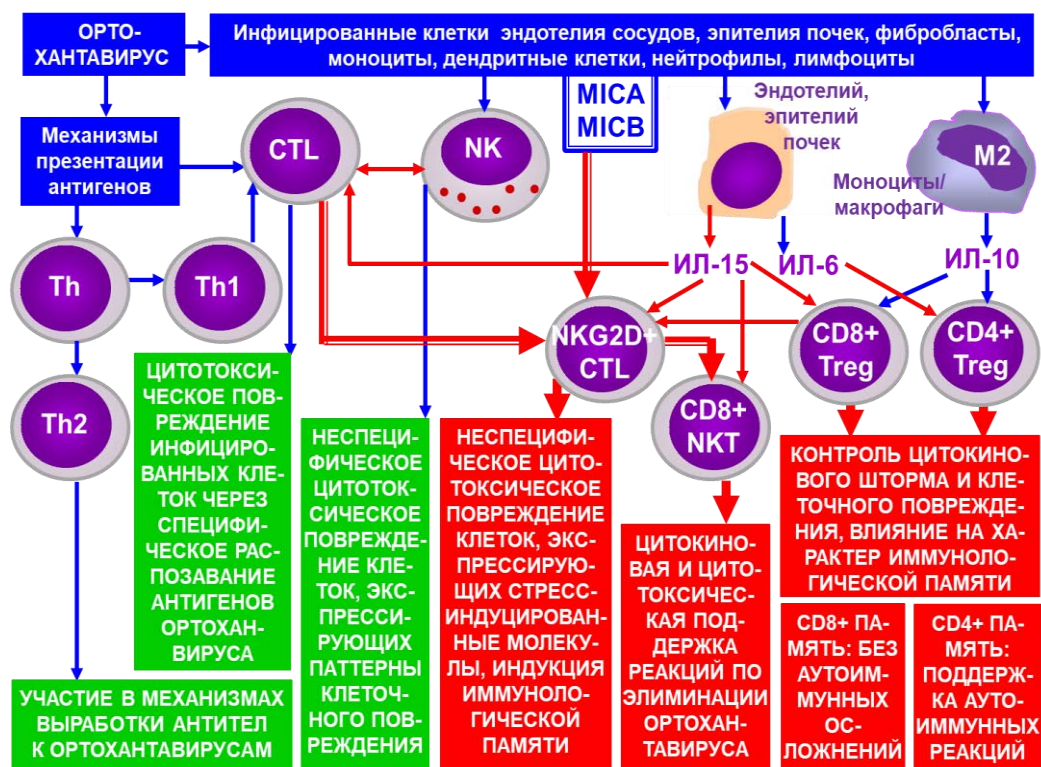 ОРТО-
ХАНТАВИРУС
Инфицированные клетки эндотелия сосудов, эпителия почек, фибробласты,
моноциты, дендритные клетки, нейтрофилы, лимфоциты
Механизмы
презентации
антигенов
CTL
NK
MICA
MICB
Эндотелий,
эпителий
почек
M2
Моноциты/
макрофаги
Th
Th1
ИЛ-15
ИЛ-6
ИЛ-10
NKG2D+
CTL
CD8+
Treg
CD4+
Treg
Th2
CD8+
NKT
ЦИТОТОКСИ-
ЧЕСКОЕ ПОВ-
РЕЖДЕНИЕ
ИНФИЦИРО-
ВАННЫХ КЛЕ-
ТОК ЧЕРЕЗ
СПЕЦИФИ-
ЧЕСКОЕ РАС-
ПОЗАВАНИЕ
АНТИГЕНОВ
ОРТОХАН-
ВИРУСА
НЕСПЕЦИ-
ФИЧЕСКОЕ
ЦИТОТОК-
СИЧЕСКОЕ
ПОВРЕЖДЕ-
НИЕ КЛЕ-
ТОК, ЭКС-
ПРЕССИ-
РУЮЩИХ
ПАТТЕРНЫ
КЛЕТОЧ-
НОГО ПОВ-
РЕЖДЕНИЯ
НЕСПЕЦИФИ-
ЧЕСКОЕ ЦИТО-
ТОКСИЧЕСКОЕ
ПОВРЕЖДЕНИЕ
КЛЕТОК, ЭКС-
ПРЕССИРУЮ-
ЩИХ СТРЕСС-
ИНДУЦИРОВАН-
НЫЕ МОЛЕКУ-
ЛЫ, ИНДУКЦИЯ
ИММУНОЛО-
ГИЧЕСКОЙ
ПАМЯТИ
ЦИТОКИНО-
ВАЯ И ЦИТО-
ТОКСИЧЕС-
КАЯ ПОД-
ДЕРЖКА
РЕАКЦИЙ ПО
ЭЛИМИНАЦИИ
ОРТОХАН-
ТАВИРУСА
КОНТРОЛЬ ЦИТОКИНО-
ВОГО ШТОРМА И КЛЕ-
ТОЧНОГО ПОВРЕЖДЕ-
НИЯ, ВЛИЯНИЕ НА ХА-
РАКТЕР ИММУНОЛО-
ГИЧЕСКОЙ ПАМЯТИ
CD8+ ПА-
МЯТЬ: БЕЗ
АУТОИМ-
МУННЫХ
ОС-
ЛОЖНЕНИЙ
CD4+ ПА-
МЯТЬ:
ПОДДЕРЖ-
КА АУТО-
ИММУННЫХ
РЕАКЦИЙ
УЧАСТИЕ В МЕХАНИЗМАХ
ВЫРАБОТКИ АНТИТЕЛ
К ОРТОХАНТАВИРУСАМ